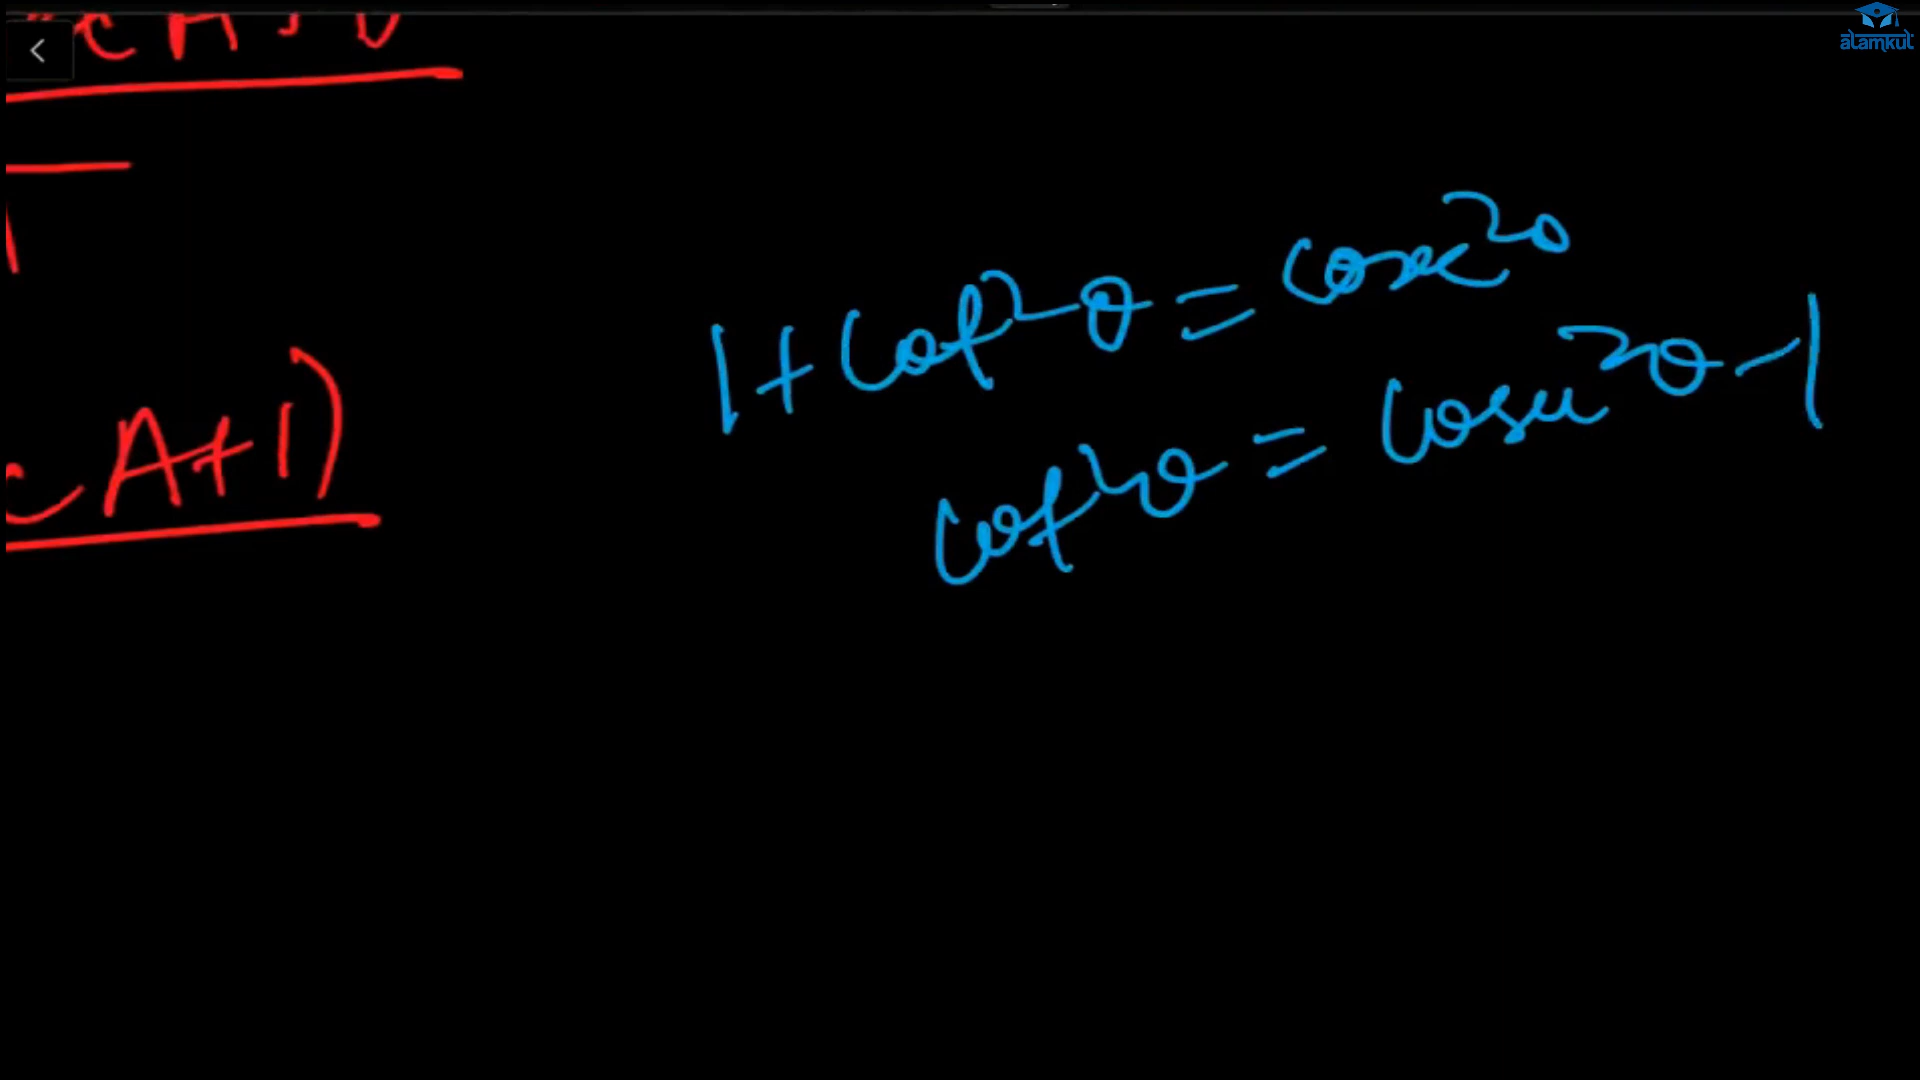 alamkut
1 + cot²θ = cosec²θ
c A + 1)
cot²θ = cosec²θ - 1